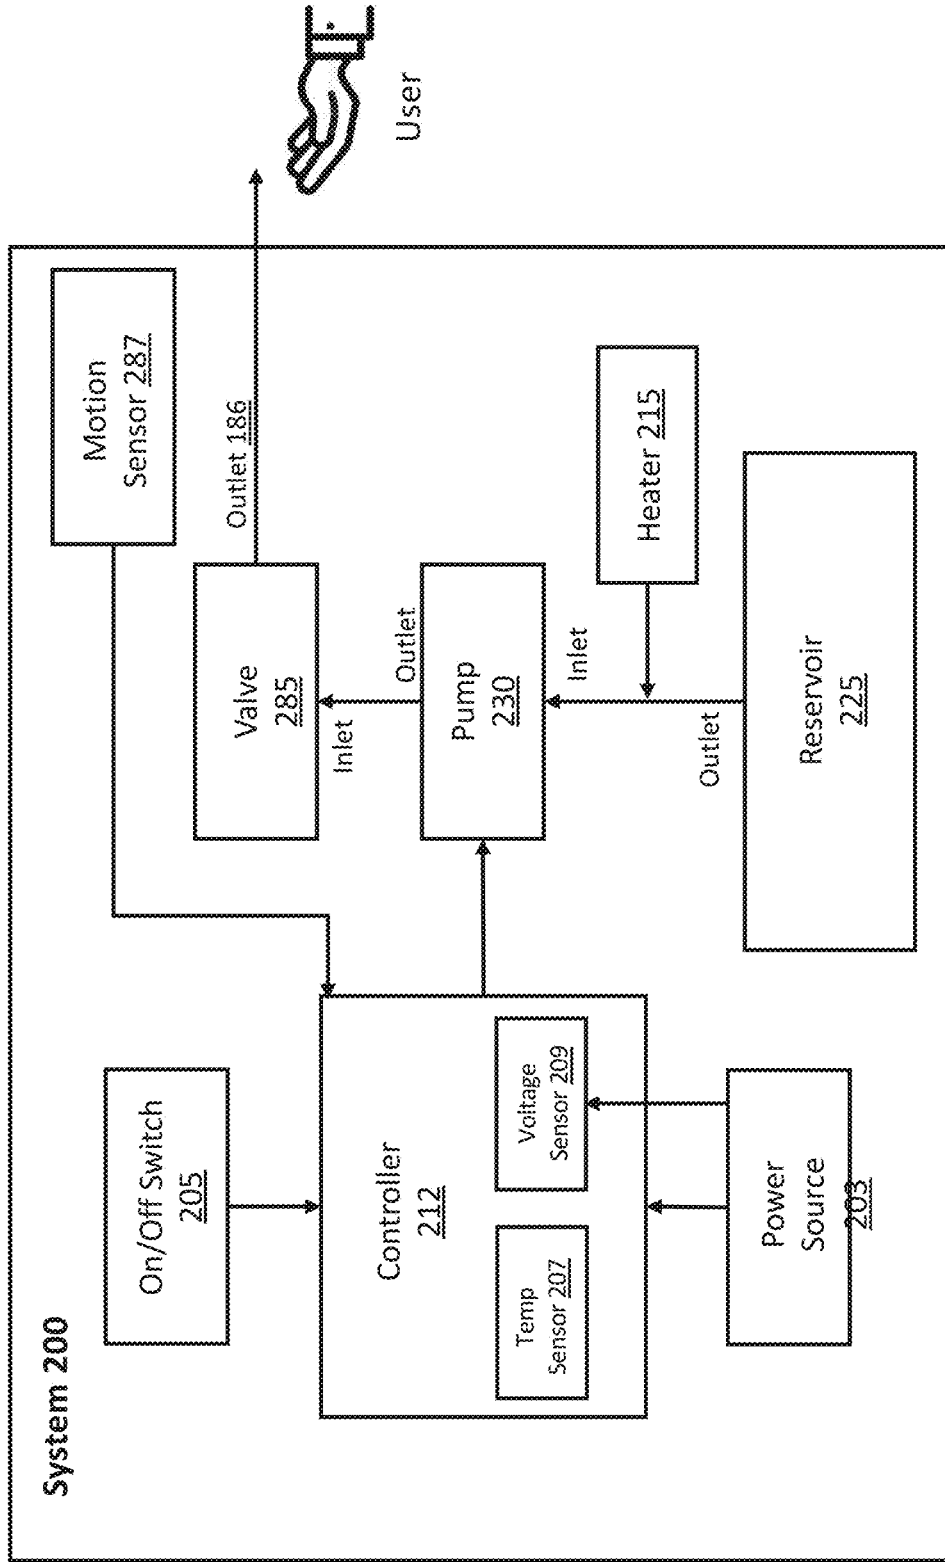 System 200
On/Off Switch
205
Motion
Sensor 287
Valve
285
Outlet 186
User
Inlet
Outlet
Controller
212
Pump
230
Inlet
Temp
Sensor 207
Voltage
Sensor 209
Heater 215
Outlet
Power
Source
203
Reservoir
225